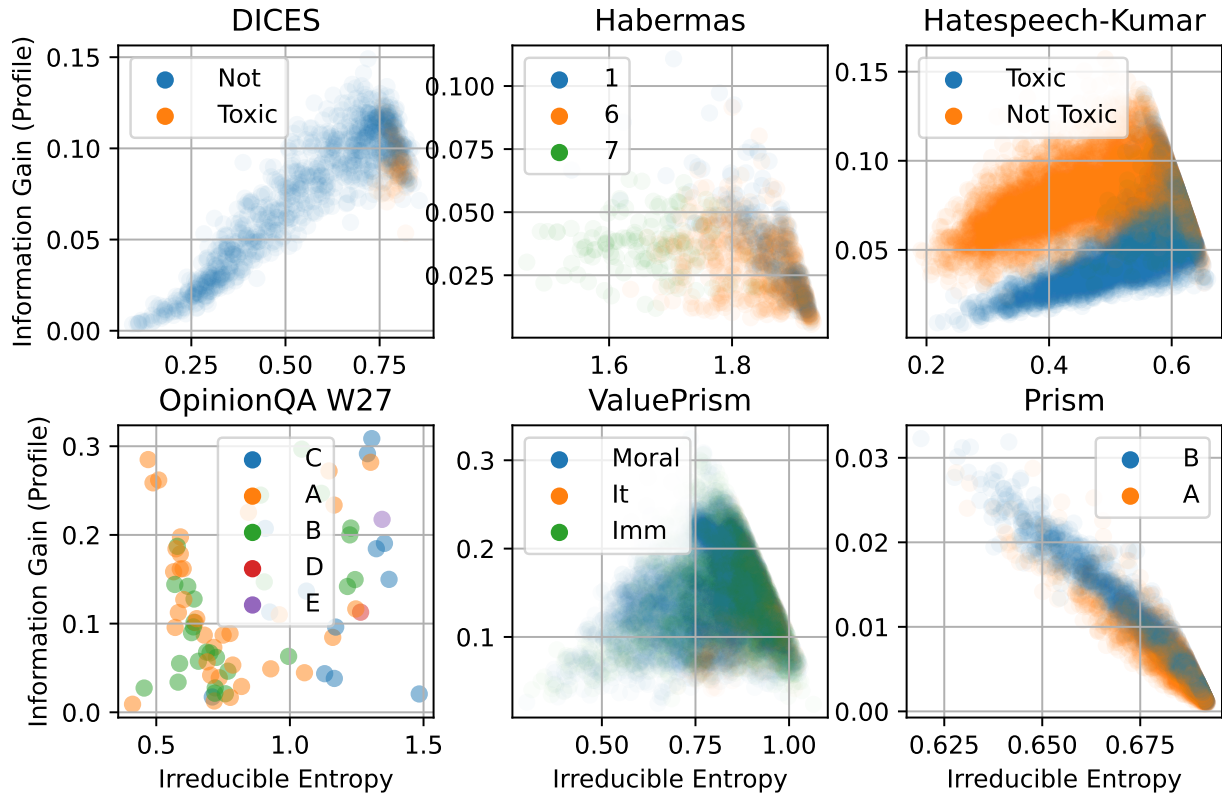 DICES
Habermas
Hatespeech-Kumar
Information Gain (Profile)
0.15
0.10
0.05
0.00
Not
Toxic
0.25
0.50
0.75
0.100
0.075
0.050
0.025
1
6
7
1.6
1.8
0.15
0.10
0.05
Toxic
Not Toxic
0.2
0.4
0.6
OpinionQA W27
ValuePrism
Prism
Information Gain (Profile)
0.3
0.2
0.1
0.0
C
A
B
D
E
0.5
1.0
1.5
Irreducible Entropy
0.3
0.2
0.1
Moral
It
Imm
0.50
0.75
1.00
Irreducible Entropy
0.03
0.02
0.01
0.00
B
A
0.625
0.650
0.675
Irreducible Entropy